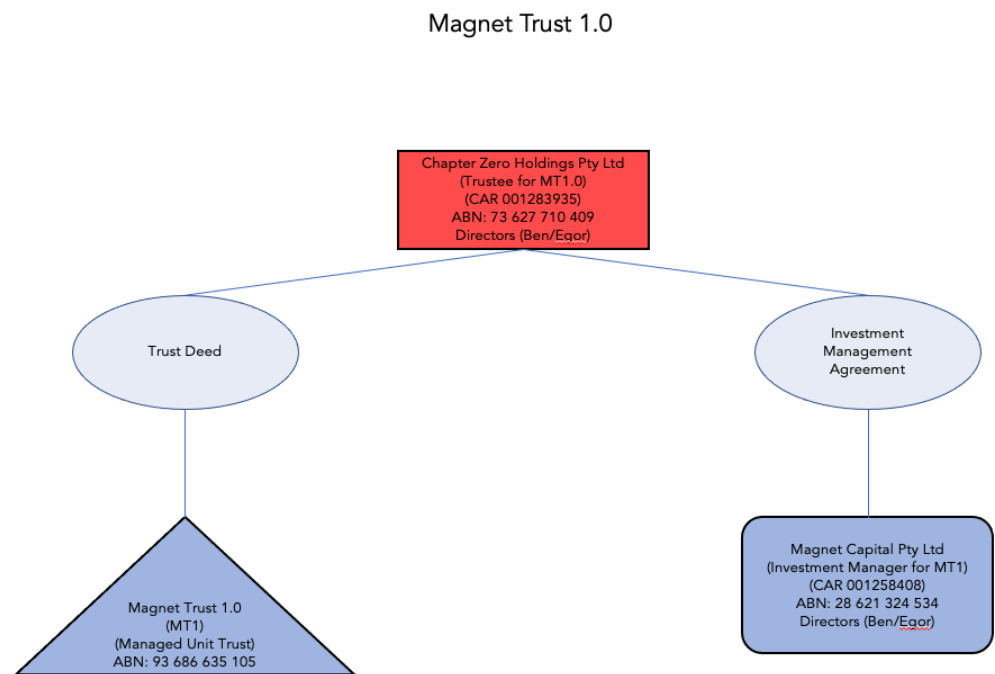 Magnet Trust 1.0
Chapter Zero Holdings Pty Ltd
(Trustee for MT1.0)
(CAR 001283935)
ABN: 73 627 710 409
Directors (Ben/Egor)
Trust Deed
Investment
Management
Agreement
Magnet Trust 1.0
(MT1)
(Managed Unit Trust)
ABN: 93 686 635 105
Magnet Capital Pty Ltd
(Investment Manager for MT1)
(CAR 001258408)
ABN: 28 621 324 534
Directors (Ben/Egor)